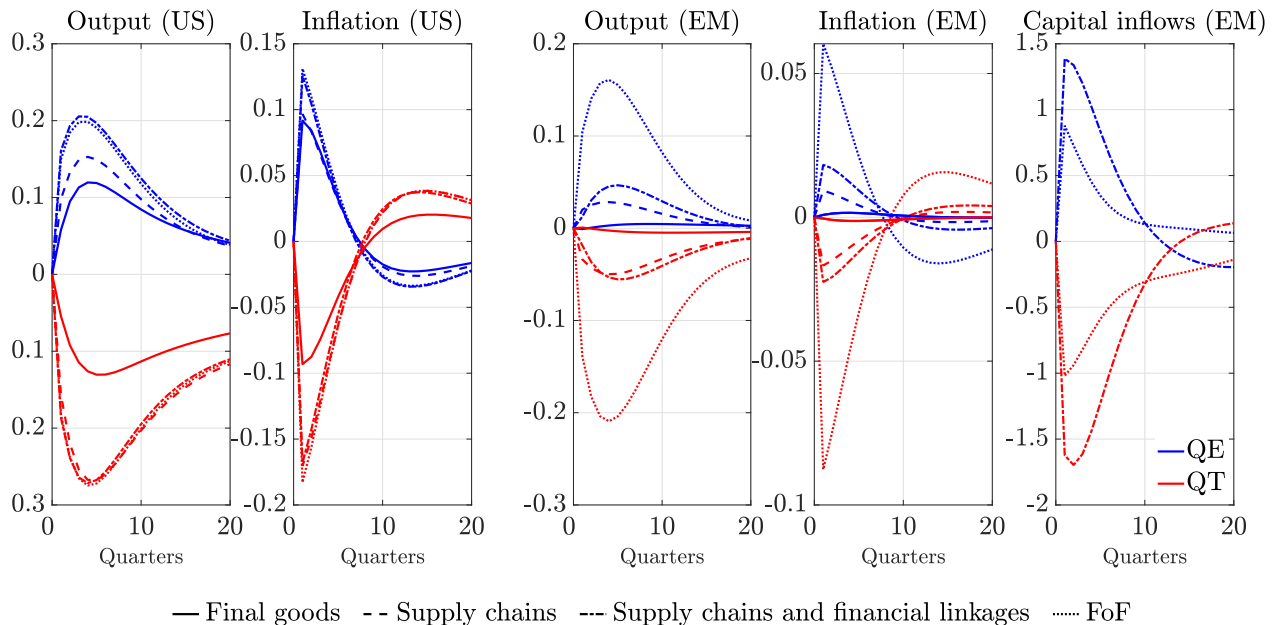 Output (US) Inflation (US) Output (EM) Inflation (EM) Capital inflows (EM)
0.3
0.2
0.1
0
0.1
0.2
0.3
0 10 20
Quarters
0.15
0.1
0.05
0
-0.05
-0.1
-0.15
-0.2
0 10 20
Quarters
0.2
0.1
0
-0.1
-0.2
-0.3
0 10 20
Quarters
0.05
0
-0.05
-0.1
0 10 20
Quarters
1.5
1
0.5
0
-0.5
-1
-1.5
-2
0 10 20
Quarters
QE
QT
Final goods Supply chains Supply chains and financial linkages FoF